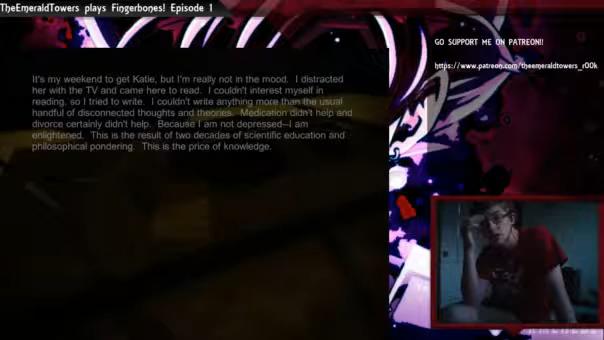 TheEmeraldTowers plays Fingerbones! Episode 1
GO SUPPORT ME ON PATREON!!
https://www.patreon.com/theemeraldtowers_r00k
It's my weekend to get Katie, but I'm really not in the mood. I distracted
her with the TV and came here to read. I couldn't interest myself in
reading, so I tried to write. I couldn't write anything more than the usual
handful of disconnected thoughts and theories. Medication didn't help and
divorce certainly didn't help. Because I am not depressed--I am
enlightened. This is the result of two decades of scientific education and
philosophical pondering. This is the price of knowledge.